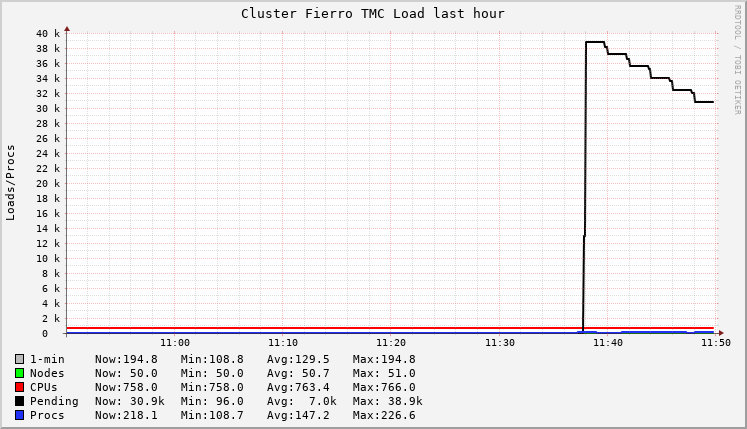 Cluster Fierro TMC Load last hour
RRDTOOL / TOBI OETIKER
Loads/Procs
40 k
38 k
36 k
34 k
32 k
30 k
28 k
26 k
24 k
22 k
20 k
18 k
16 k
14 k
12 k
10 k
8 k
6 k
4 k
2 k
0
11:00 11:10 11:20 11:30 11:40 11:50
1-min Now:194.8 Min:108.8 Avg:129.5 Max:194.8
Nodes Now: 50.0 Min: 50.0 Avg: 50.7 Max: 51.0
CPUs Now:758.0 Min:758.0 Avg:763.4 Max:766.0
Pending Now: 30.9k Min: 96.0 Avg: 7.0k Max: 38.9k
Procs Now:218.1 Min:108.7 Avg:147.2 Max:226.6